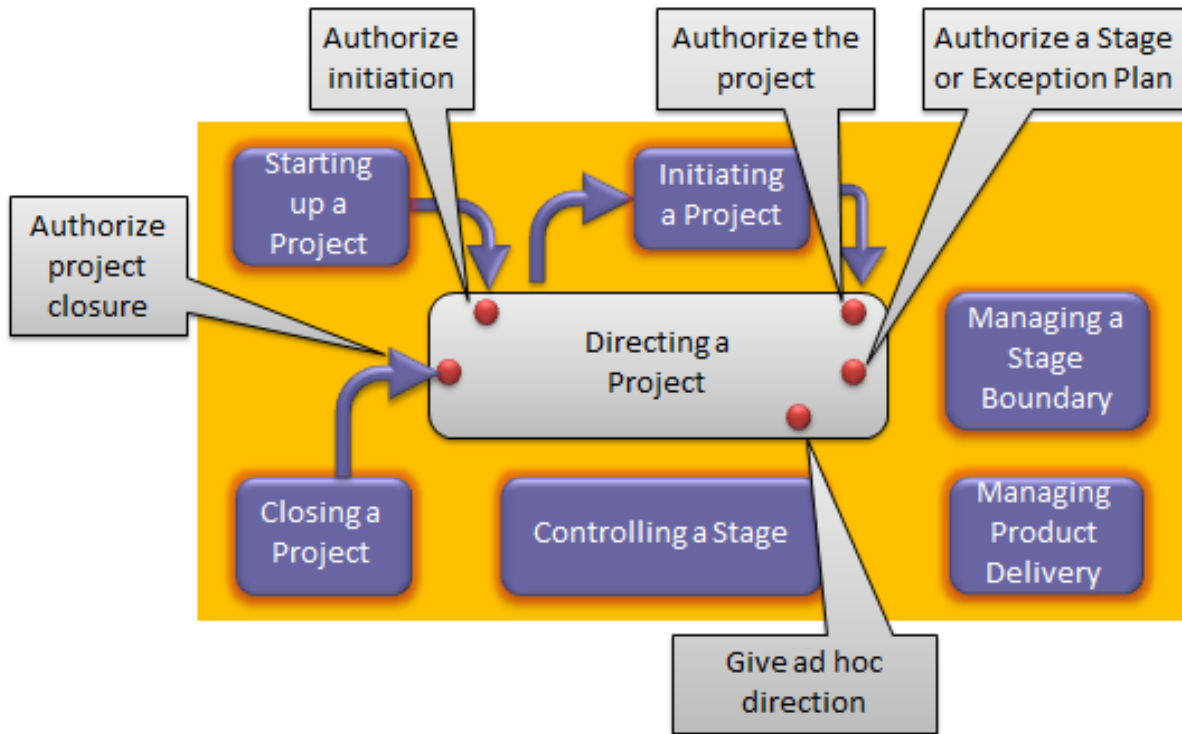 Authorize
initiation
Authorize the
project
Authorize a Stage
or Exception Plan
Starting
up a
Project
Initiating
a Project
Authorize
project
closure
Directing a
Project
Managing a
Stage
Boundary
Closing a
Project
Controlling a Stage
Managing
Product
Delivery
Give ad hoc
direction